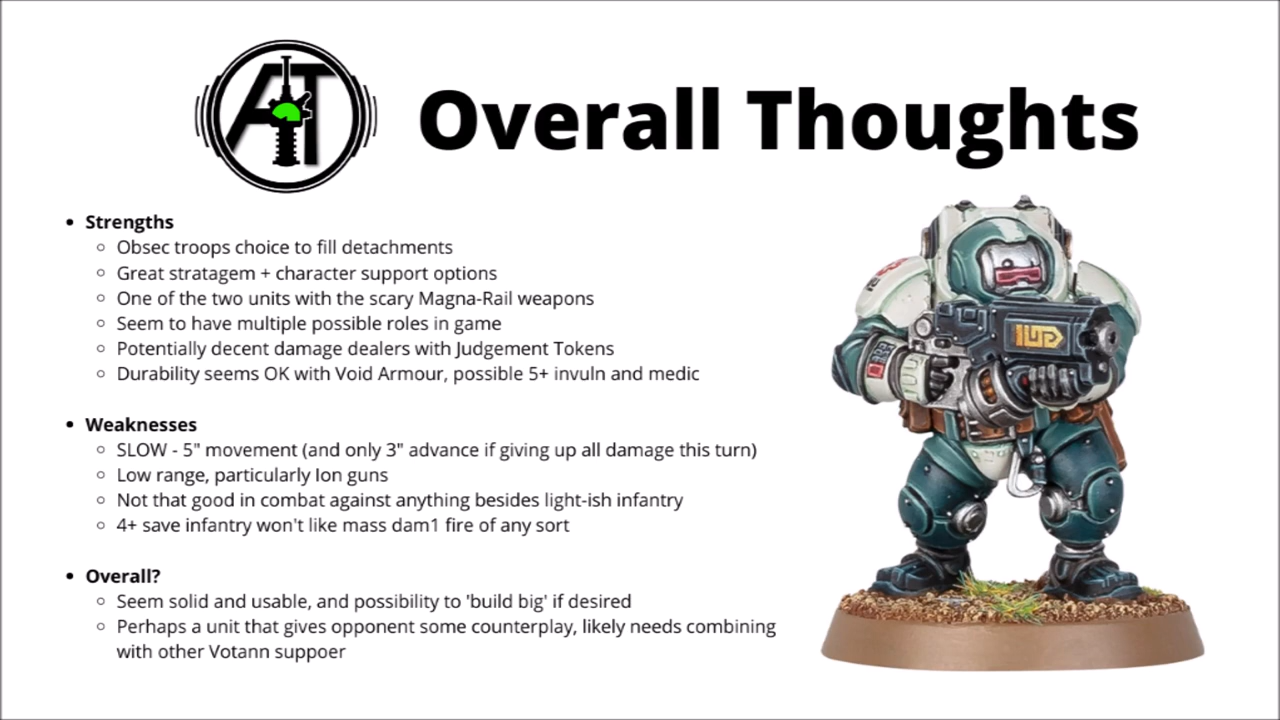 AT
Overall Thoughts
• Strengths
○ Obsec troops choice to fill detachments
○ Great stratagem + character support options
○ One of the two units with the scary Magna-Rail weapons
○ Seem to have multiple possible roles in game
○ Potentially decent damage dealers with Judgement Tokens
○ Durability seems OK with Void Armour, possible 5+ invuln and medic
• Weaknesses
○ SLOW - 5" movement (and only 3" advance if giving up all damage this turn)
○ Low range, particularly Ion guns
○ Not that good in combat against anything besides light-ish infantry
○ 4+ save infantry won't like mass dam1 fire of any sort
• Overall?
○ Seem solid and usable, and possibility to 'build big' if desired
○ Perhaps a unit that gives opponent some counterplay, likely needs combining
with other Votann suppoer